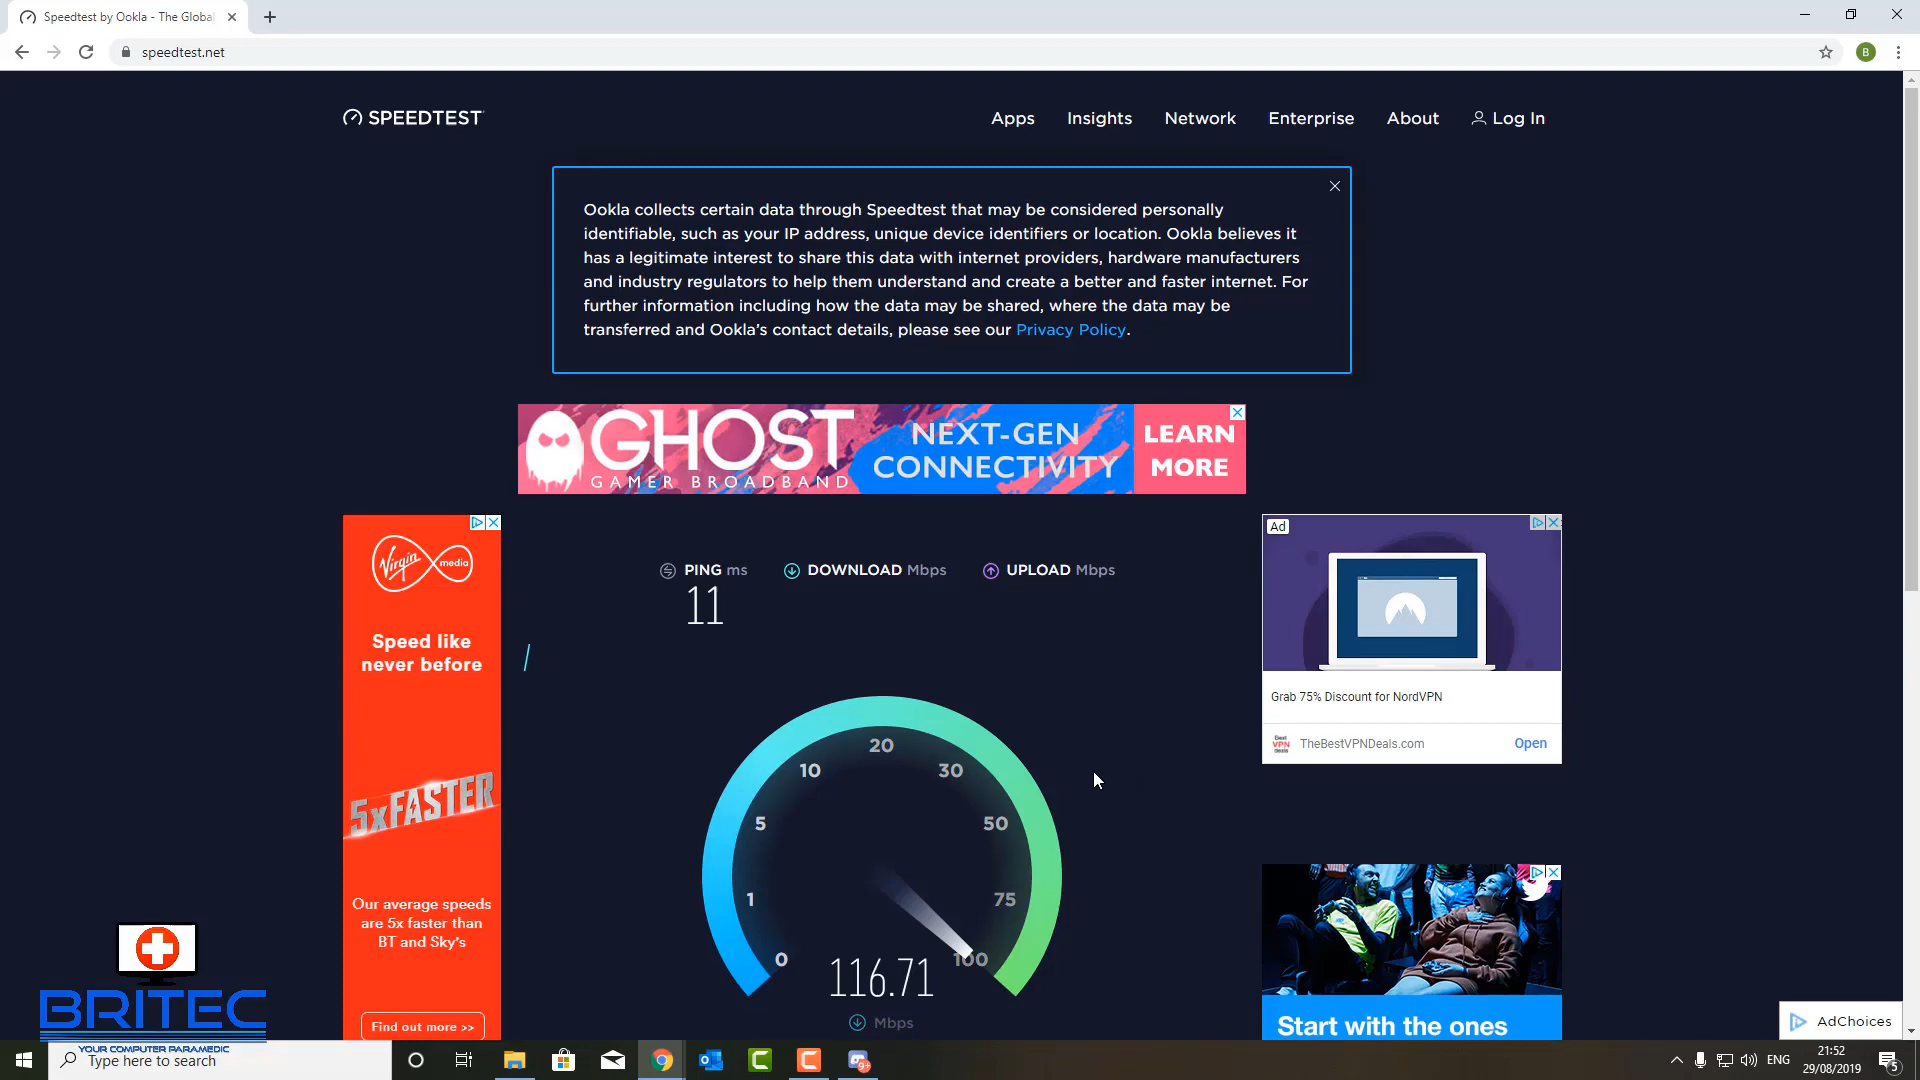 Speedtest by Ookla - The Global
speedtest.net
B
SPEEDTEST
Apps
Insights
Network
Enterprise
About
Log In
Ookla collects certain data through Speedtest that may be considered personally
identifiable, such as your IP address, unique device identifiers or location. Ookla believes it
has a legitimate interest to share this data with internet providers, hardware manufacturers
and industry regulators to help them understand and create a better and faster internet. For
further information including how the data may be shared, where the data may be
transferred and Ookla's contact details, please see our Privacy Policy.
GHOST
GAMER BROADBAND
NEXT-GEN
CONNECTIVITY
LEARN
MORE
Virgin media
Speed like
never before
5xFASTER
Our average speeds
are 5x faster than
BT and Sky's
Find out more >>
PING ms
11
DOWNLOAD Mbps
UPLOAD Mbps
0
1
5
10
20
30
50
75
100
116.71
Mbps
Ad
Grab 75% Discount for NordVPN
Best
VPN
deals
TheBestVPNDeals.com
Open
Start with the ones
AdChoices
BRITEC
YOUR COMPUTER PARAMEDIC
Type here to search
9+
ENG
21:52
29/08/2019
5